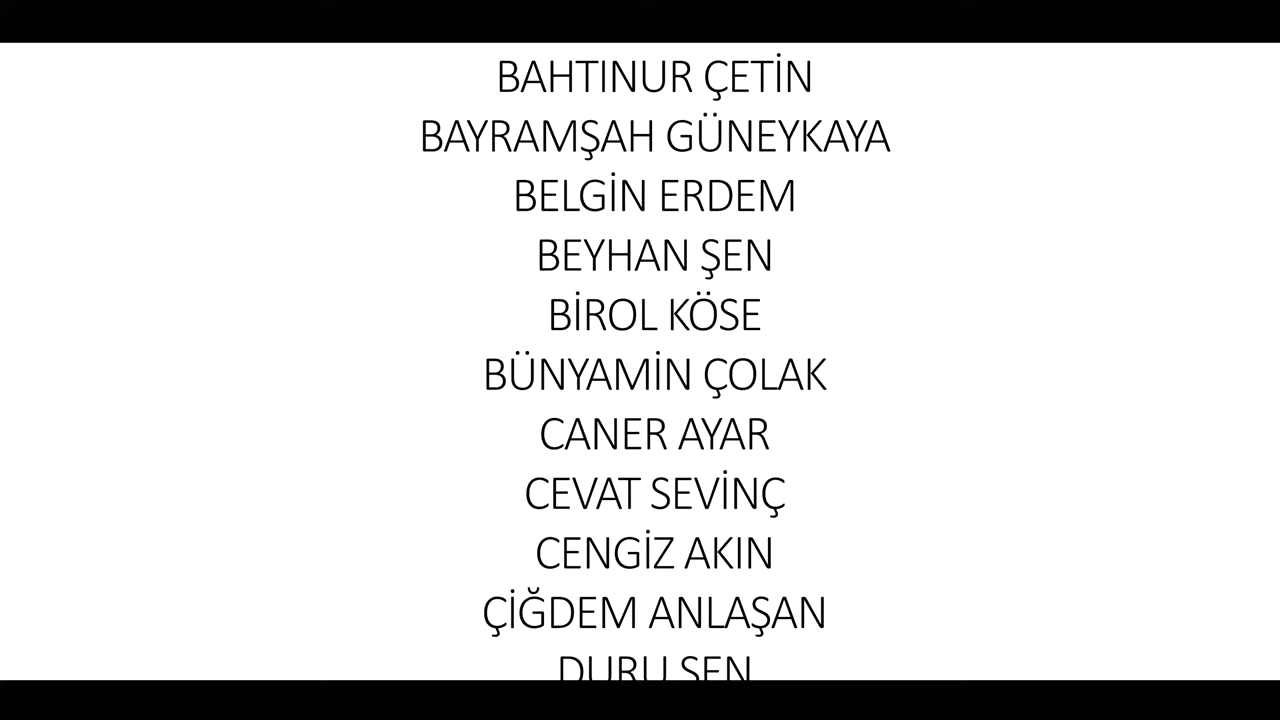 BAHTINUR ÇETİN
BAYRAMŞAH GÜNEYKAYA
BELGİN ERDEM
BEYHAN ŞEN
BİROL KÖSE
BÜNYAMİN ÇOLAK
CANER AYAR
CEVAT SEVİNÇ
CENGİZ AKIN
ÇİĞDEM ANLAŞAN
DURU